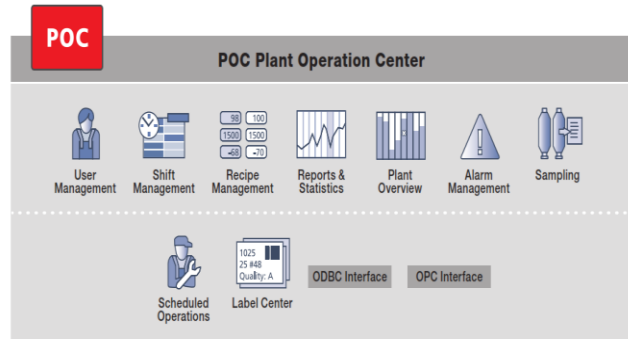 POC
POC Plant Operation Center
98 100
1500 1500
-68 -70
User Management
Shift Management
Recipe Management
Reports & Statistics
Plant Overview
Alarm Management
Sampling
1025
25 #48
Quality: A
Scheduled Operations
Label Center
ODBC Interface
OPC Interface